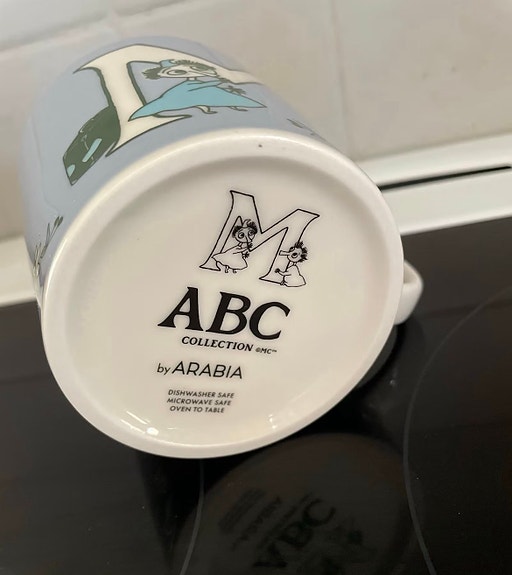 M
ABC
COLLECTION ©MC™
by ARABIA
DISHWASHER SAFE
MICROWAVE SAFE
OVEN TO TABLE